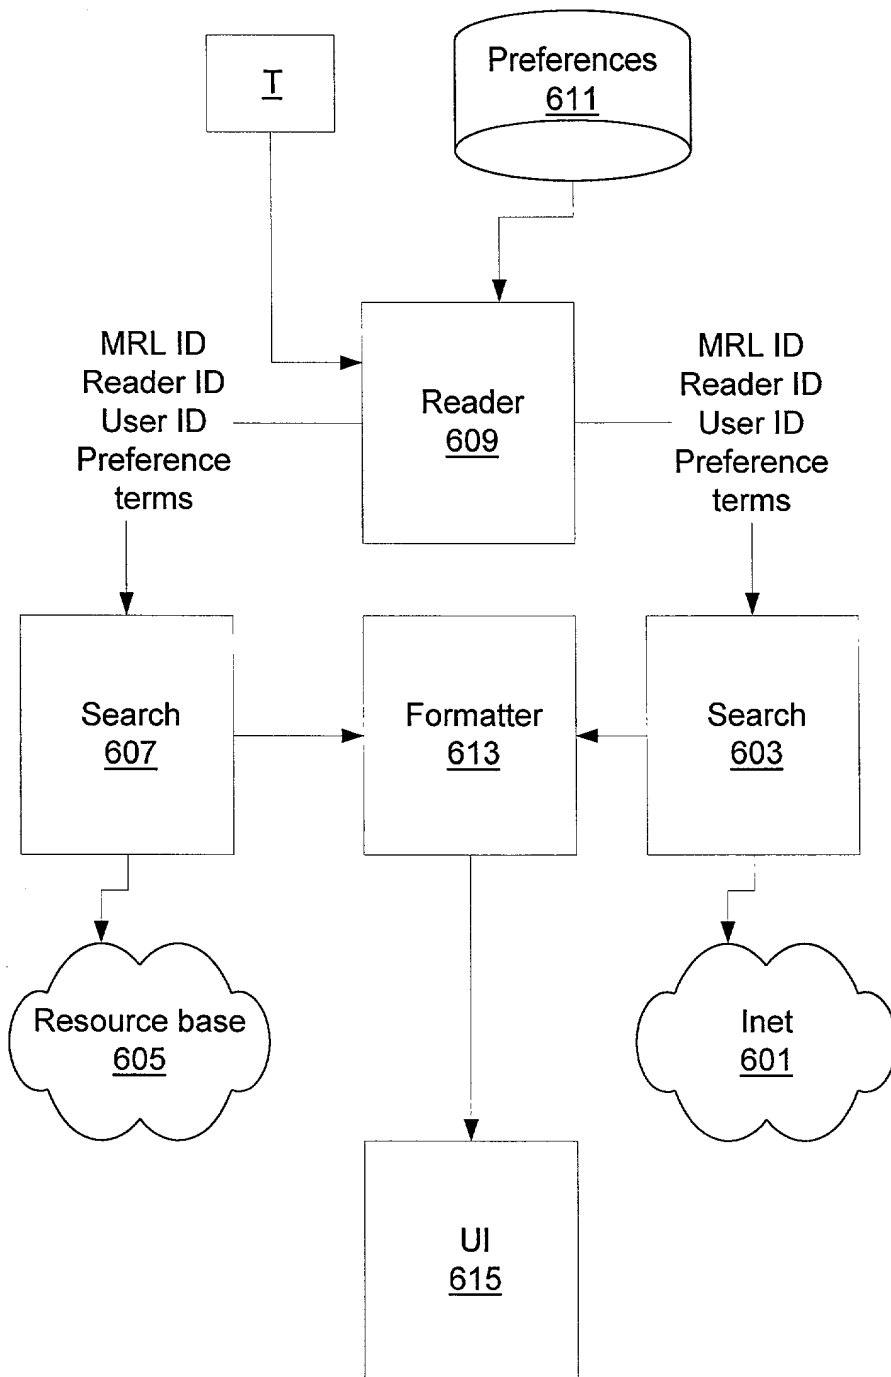 T
Preferences
611
MRL ID
Reader ID
User ID
Preference
terms
Reader
609
MRL ID
Reader ID
User ID
Preference
terms
Search
607
Formatter
613
Search
603
Resource base
605
Inet
601
UI
615